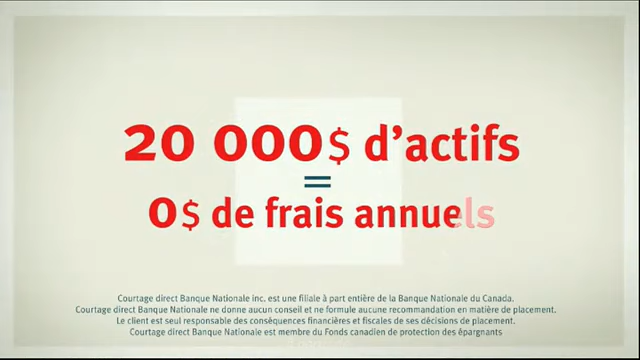 20 000$ d'actifs
=
0$ de frais annuels
Courtage direct Banque Nationale inc. est une filiale à part entière de la Banque Nationale du Canada.
Courtage direct Banque Nationale ne donne aucun conseil et ne formule aucune recommandation en matière de placement.
Le client est seul responsable des conséquences financières et fiscales de ses décisions de placement.
Courtage direct Banque Nationale est membre du Fonds canadien de protection des épargnants